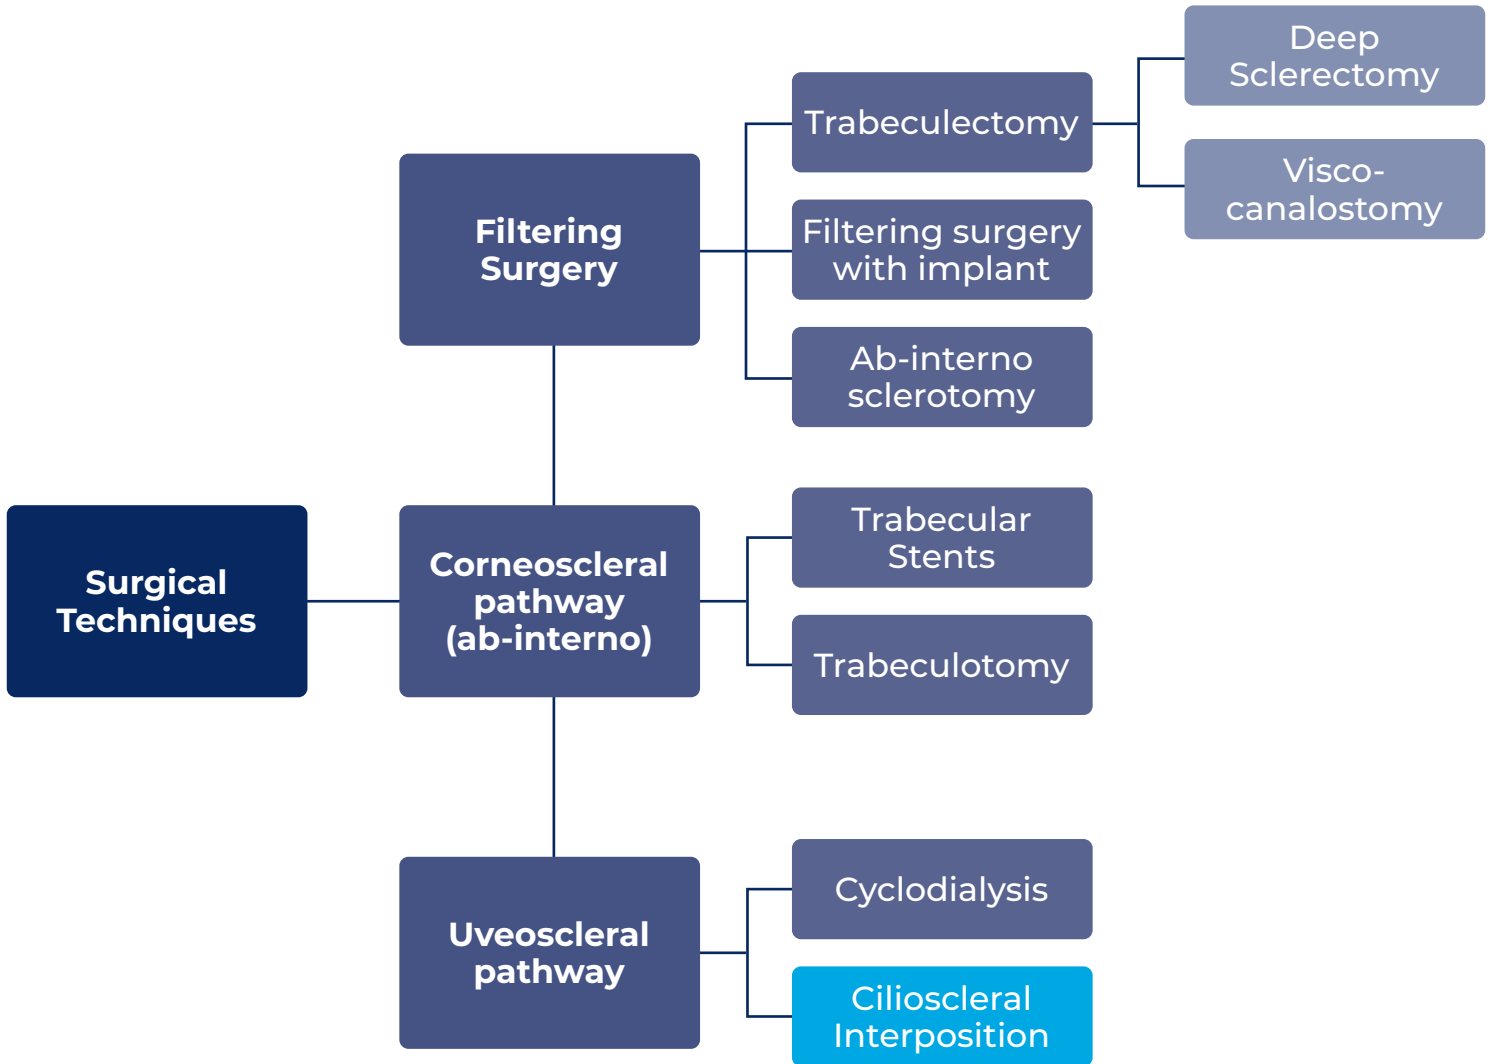 Surgical
Techniques
Filtering
Surgery
Trabeculectomy
Deep
Sclerectomy
Visco-
canalostomy
Filtering surgery
with implant
Ab-interno
sclerotomy
Corneoscleral
pathway
(ab-interno)
Trabecular
Stents
Trabeculotomy
Uveoscleral
pathway
Cyclodialysis
Cilioscleral
Interposition